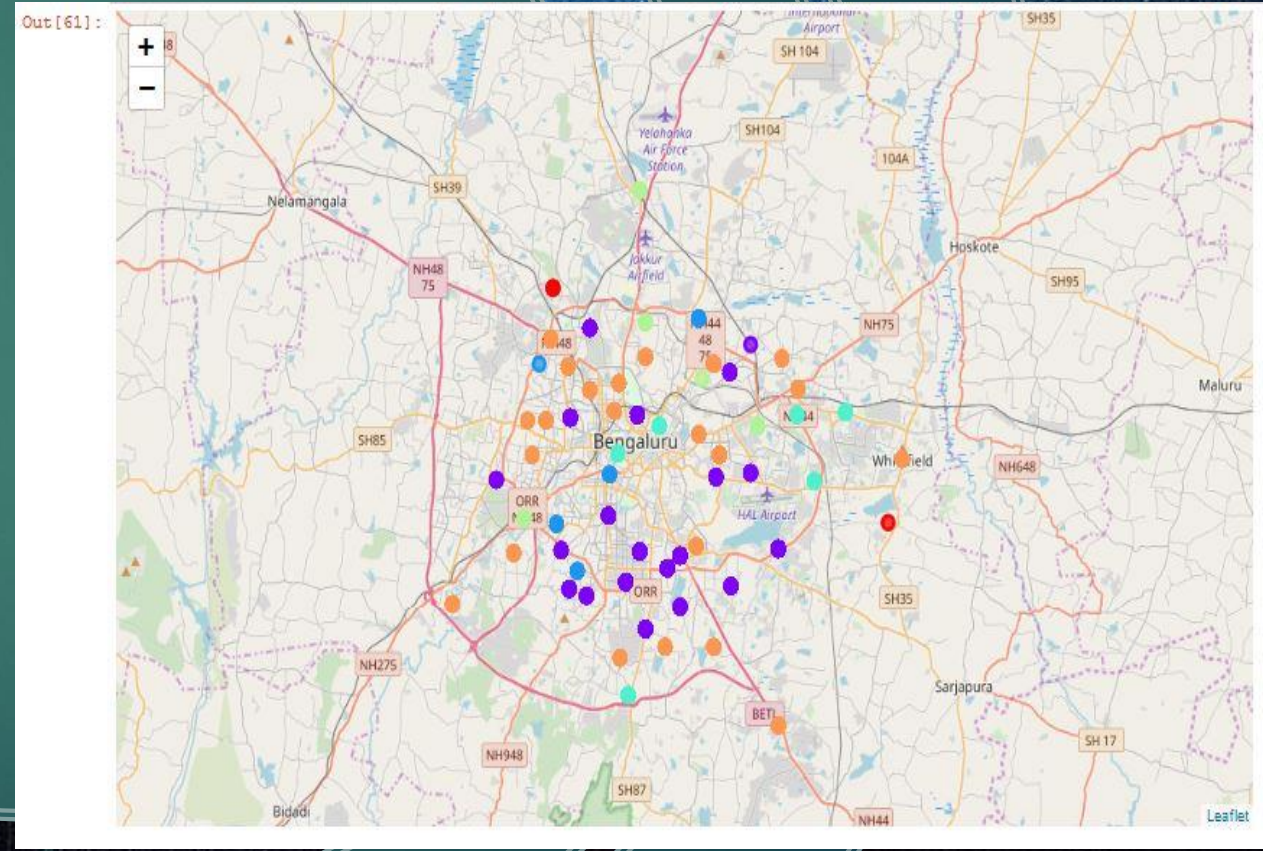 Out[61]:
+
−
International
Airport
SH35
SH 104
Yelahanka
Air Force
Station
SH104
104A
SH39
Nelamangala
Jakkur
Airfield
Hoskote
NH48
75
SH95
NH75
48
Maluru
SH85
Bengaluru
NH648
ORR
HAL Airport
ORR
SH35
NH275
Sarjapura
SH 17
NH948
SH87
Bidadi
NH44
Leaflet